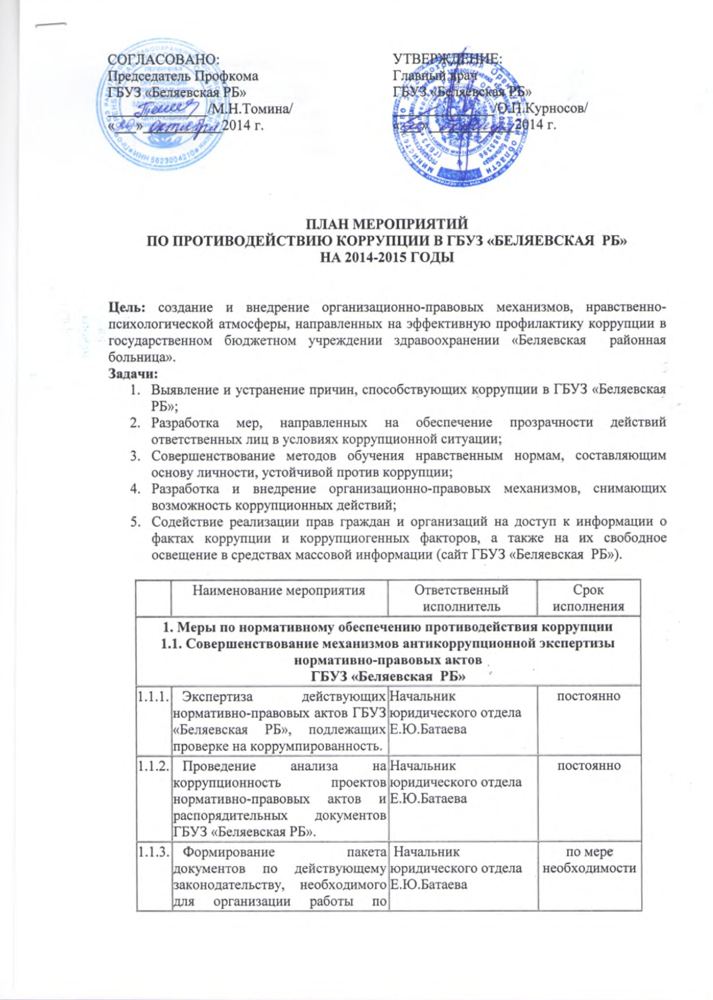 СОГЛАСОВАНО:
Председатель Профкома
ГБУЗ «Беляевская РБ»
/М.Н.Томина/
« » октября 2014 г.
УТВЕРЖДЕНИЕ:
Главный врач
ГБУЗ «Беляевская РБ»
/О.П.Курносов/
« » 2014 г.
ИНН 5623004210
ПЛАН МЕРОПРИЯТИЙ
ПО ПРОТИВОДЕЙСТВИЮ КОРРУПЦИИ В ГБУЗ «БЕЛЯЕВСКАЯ РБ»
НА 2014-2015 ГОДЫ
Цель: создание и внедрение организационно-правовых механизмов, нравственно-
психологической атмосферы, направленных на эффективную профилактику коррупции в
государственном бюджетном учреждении здравоохранении «Беляевская районная
больница».
Задачи:
1. Выявление и устранение причин, способствующих коррупции в ГБУЗ «Беляевская
РБ»;
2. Разработка мер, направленных на обеспечение прозрачности действий
ответственных лиц в условиях коррупционной ситуации;
3. Совершенствование методов обучения нравственным нормам, составляющим
основу личности, устойчивой против коррупции;
4. Разработка и внедрение организационно-правовых механизмов, снимающих
возможность коррупционных действий;
5. Содействие реализации прав граждан и организаций на доступ к информации о
фактах коррупции и коррупциогенных факторов, а также на их свободное
освещение в средствах массовой информации (сайт ГБУЗ «Беляевская РБ»).
Наименование мероприятия
Ответственный
исполнитель
Срок
исполнения
1. Меры по нормативному обеспечению противодействия коррупции
1.1. Совершенствование механизмов антикоррупционной экспертизы
нормативно-правовых актов
ГБУЗ «Беляевская РБ»
1.1.1.
Экспертиза действующих
нормативно-правовых актов ГБУЗ
«Беляевская РБ», подлежащих
проверке на коррумпированность.
Начальник
юридического отдела
Е.Ю.Батаева
постоянно
1.1.2.
Проведение анализа на
коррупционность проектов
нормативно-правовых актов и
распорядительных документов
ГБУЗ «Беляевская РБ».
Начальник
юридического отдела
Е.Ю.Батаева
постоянно
1.1.3.
Формирование пакета
документов по действующему
законодательству, необходимого
для организации работы по
Начальник
юридического отдела
Е.Ю.Батаева
по мере
необходимости